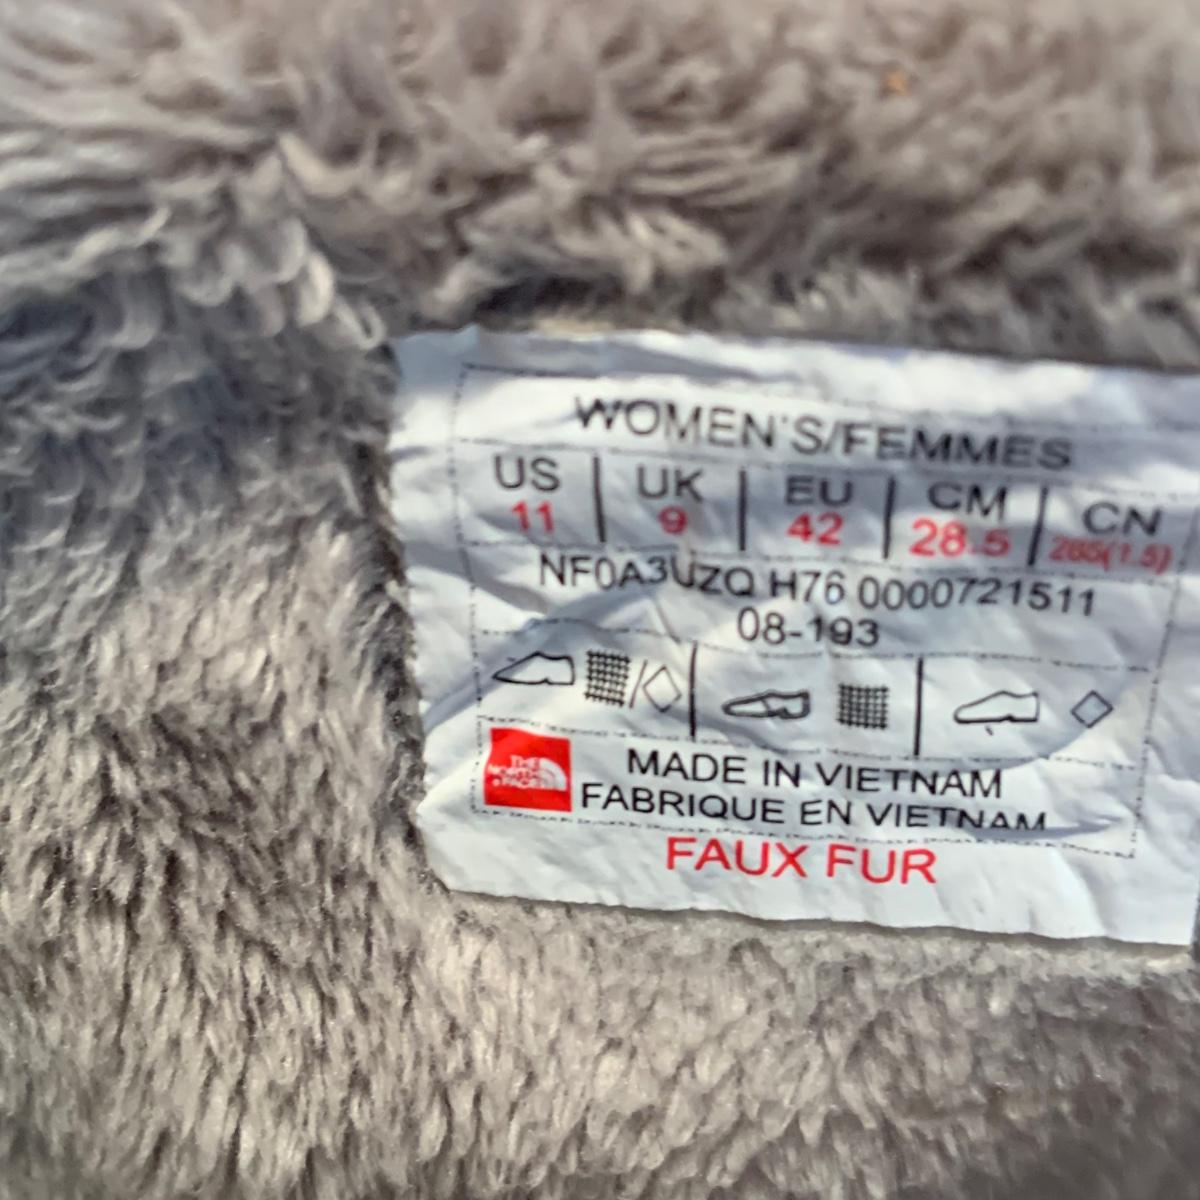 WOMEN'S/FEMMES
US UK EU CM CN
11 9 42 28.5 265(1.5)
NF0A3UZQ H76 0000721511
08-193
THE NORTH FACE
MADE IN VIETNAM
FABRIQUE EN VIETNAM
FAUX FUR